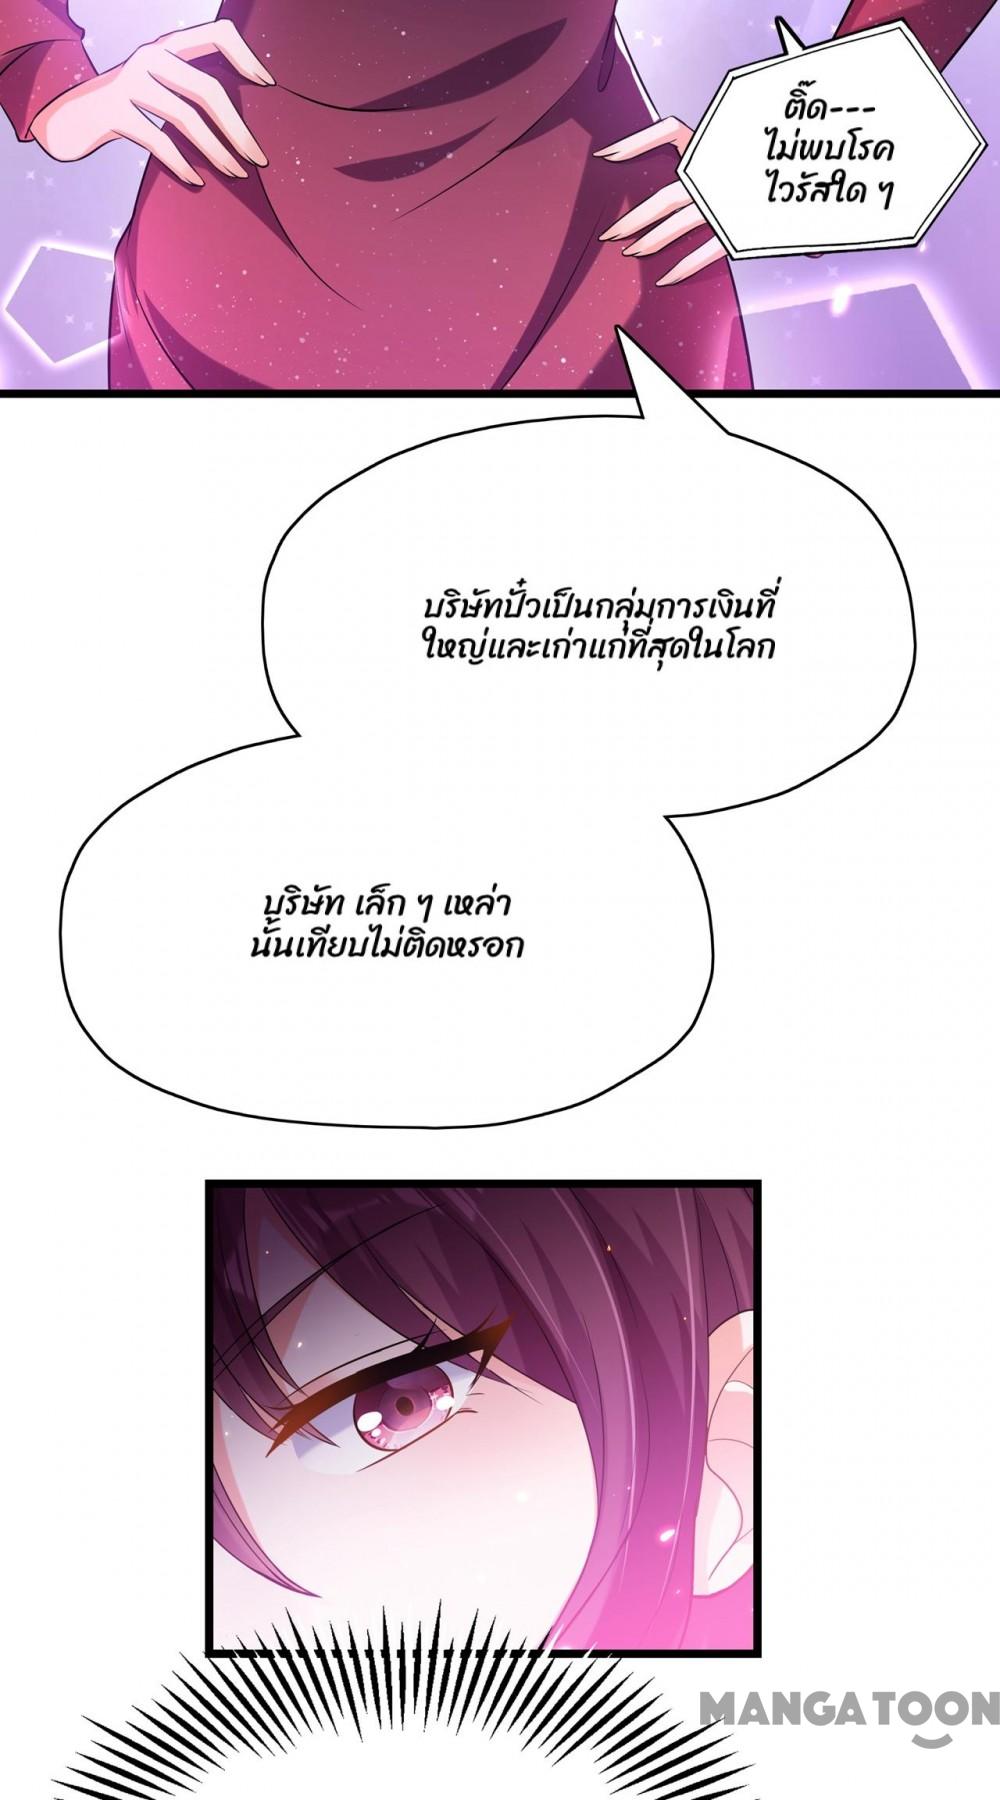 ติ๊ด---
ไม่พบโรค
ไวรัสใด ๆ
บริษัทปั๋วเป็นกลุ่มการเงินที่
ใหญ่และเก่าแก่ที่สุดในโลก
บริษัท เล็ก ๆ เหล่า
นั้นเทียบไม่ติดหรอก
MANGATOON